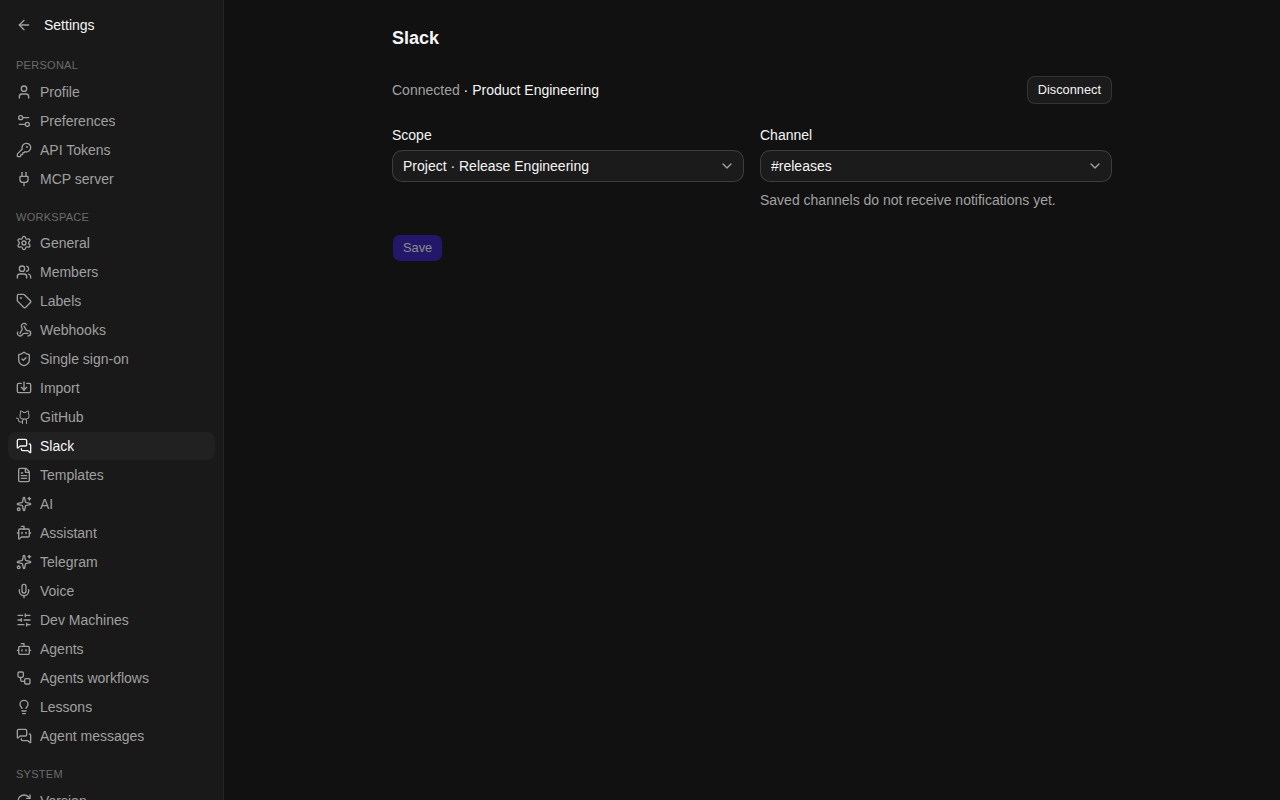 Settings
PERSONAL
Profile
Preferences
API Tokens
MCP server
WORKSPACE
General
Members
Labels
Webhooks
Single sign-on
Import
GitHub
Slack
Templates
AI
Assistant
Telegram
Voice
Dev Machines
Agents
Agents workflows
Lessons
Agent messages
SYSTEM
Version
Slack
Connected · Product Engineering
Disconnect
Scope
Channel
Project · Release Engineering
#releases
Saved channels do not receive notifications yet.
Save